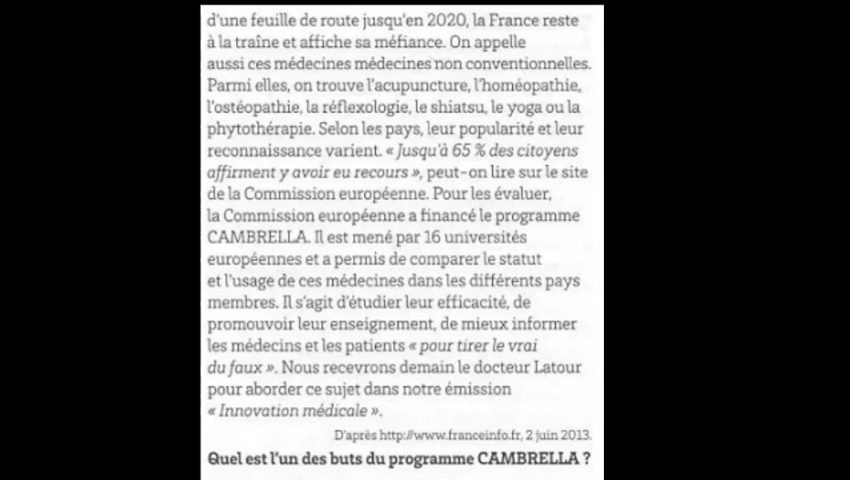 d'une feuille de route jusqu'en 2020, la France reste
à la traîne et affiche sa méfiance. On appelle
aussi ces médecines médecines non conventionnelles.
Parmi elles, on trouve l'acupuncture, l'homéopathie,
l'ostéopathie, la réflexologie, le shiatsu, le yoga ou la
phytothérapie. Selon les pays, leur popularité et leur
reconnaissance varient. « Jusqu'à 65 % des citoyens
affirment y avoir eu recours », peut-on lire sur le site
de la Commission européenne. Pour les évaluer,
la Commission européenne a financé le programme
CAMBRELLA. Il est mené par 16 universités
européennes et a permis de comparer le statut
et l'usage de ces médecines dans les différents pays
membres. Il s'agit d'étudier leur efficacité, de
promouvoir leur enseignement, de mieux informer
les médecins et les patients « pour tirer le vrai
du faux ». Nous recevrons demain le docteur Latour
pour aborder ce sujet dans notre émission
« Innovation médicale ».
D'après http://www.franceinfo.fr, 2 juin 2013.
Quel est l'un des buts du programme CAMBRELLA ?